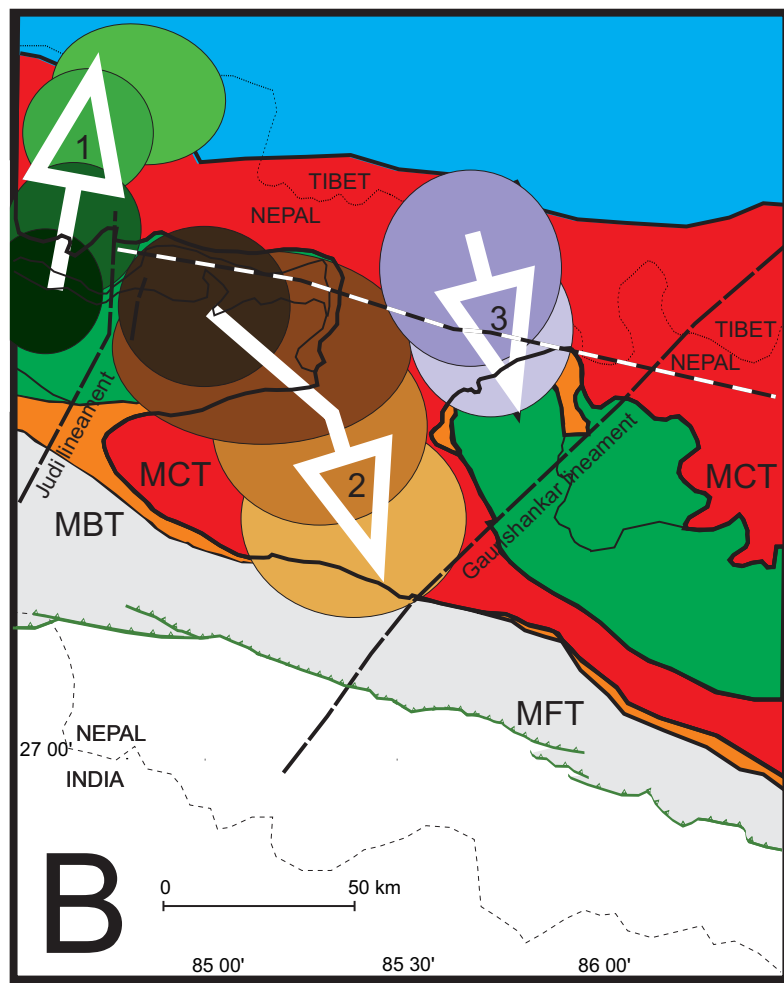 1
TIBET
NEPAL
3
TIBET
NEPAL
Judi lineament
MCT
2
MCT
Gaurishankar lineament
MBT
MFT
NEPAL
27 00'
INDIA
B
0
50 km
85 00'
85 30'
86 00'